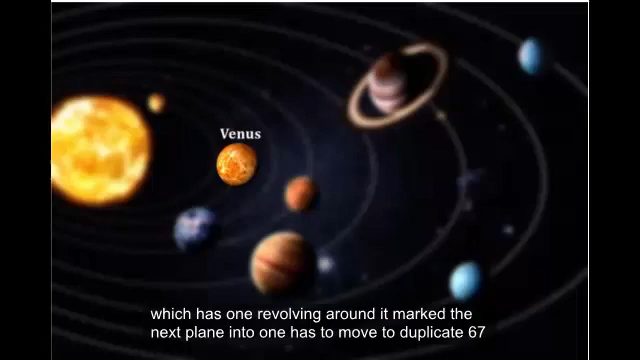 Venus
which has one revolving around it marked the
next plane into one has to move to duplicate 67